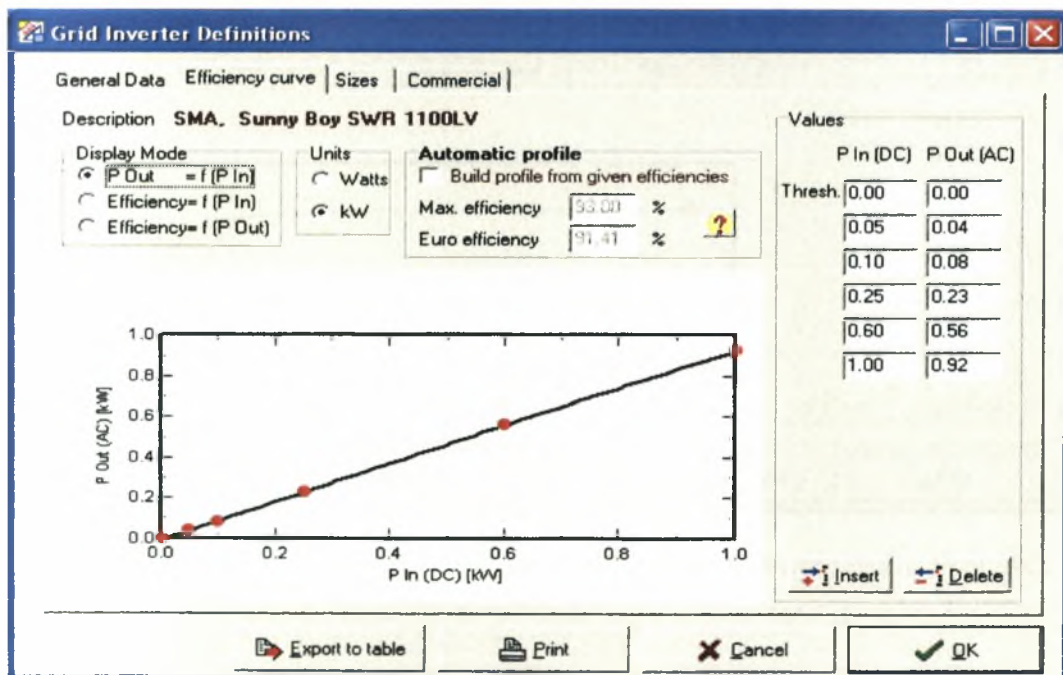 Grid Inverter Definitions
General Data Efficiency curve Sizes Commercial
Description SMA, Sunny Boy SWR 1100LV
Display Mode
P Out = f (P In)
Efficiency= f (P In)
Efficiency= f (P Out)
Units
Watts
kW
Automatic profile
Build profile from given efficiencies
Max. efficiency 93.00 %
Euro efficiency 91.41 %
?
Values
P In (DC) P Out (AC)
Thresh. 0.00 0.00
0.05 0.04
0.10 0.08
0.25 0.23
0.60 0.56
1.00 0.92
P Out (AC) [kW]
1.0
0.8
0.6
0.4
0.2
0.0
0.0 0.2 0.4 0.6 0.8 1.0
P In (DC) [kW]
Insert Delete
Export to table Print Cancel OK